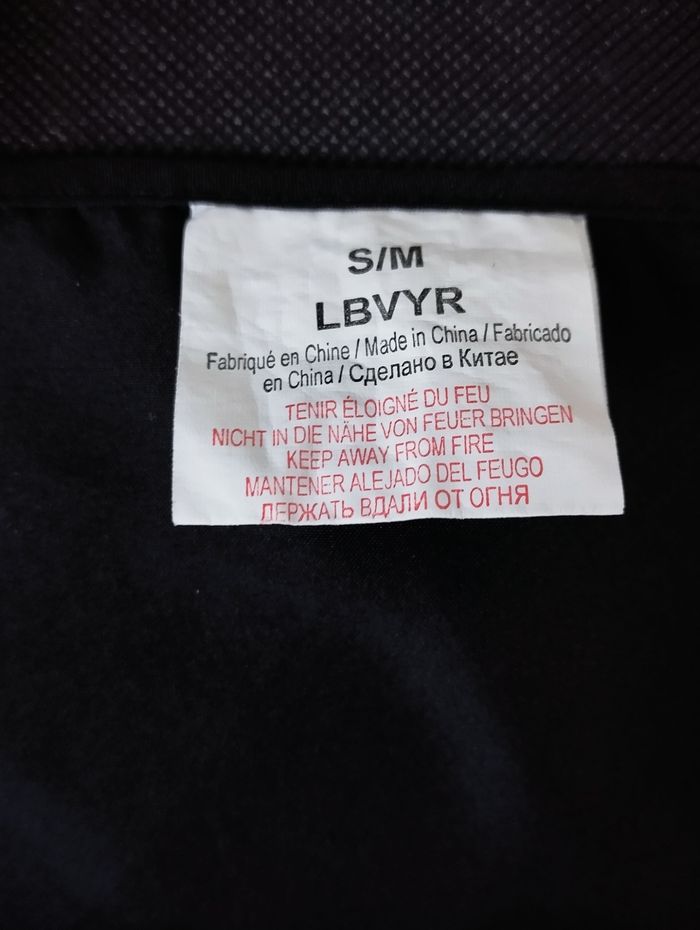 S/M
LBVYR
Fabriqué en Chine / Made in China / Fabricado
en China / Сделано в Китае
TENIR ÉLOIGNÉ DU FEU
NICHT IN DIE NÄHE VON FEUER BRINGEN
KEEP AWAY FROM FIRE
MANTENER ALEJADO DEL FEUGO
ДЕРЖАТЬ ВДАЛИ ОТ ОГНЯ